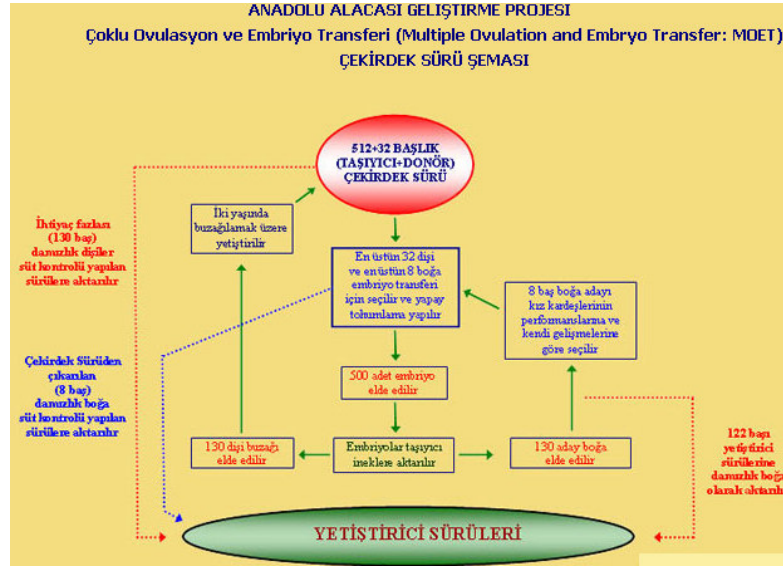 ANADOLU ALACASI GELİŞTİRME PROJESİ
Çoklu Ovulasyon ve Embriyo Transferi (Multiple Ovulation and Embryo Transfer: MOET)
ÇEKİRDEK SÜRÜ ŞEMASI
512+32 BAŞLIK
(TAŞIYICI+DONÖR)
ÇEKİRDEK SÜRÜ
İki yaşında
buzağılamak üzere
yetiştirilir
İhtiyaç fazlası
(130 baş)
damızlık dişiler
süt kontrolü yapılan
sürülere aktarılır
En üstün 32 dişi
ve en üstün 8 boğa
embriyo transferi
için seçilir ve yapay
tohumlama yapılır
8 baş boğa adayı
kız kardeşlerinin
performanslarına ve
kendi gelişmelerine
göre seçilir
Çekirdek Sürüden
çıkarılan
(8 baş)
damızlık boğa
süt kontrolü yapılan
sürülere aktarılır
500 adet embriyo
elde edilir
130 dişi buzağı
elde edilir
Embriyolar taşıyıcı
ineklere aktarılır
130 aday boğa
elde edilir
122 başı
yetiştirici
sürülerine
damızlık boğa
olarak aktarılı
YETİŞTİRİCİ SÜRÜLERİ